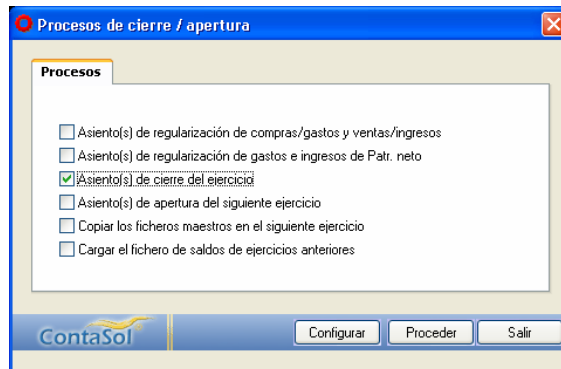 Procesos de cierre / apertura
Procesos
Asiento(s) de regularización de compras/gastos y ventas/ingresos
Asiento(s) de regularización de gastos e ingresos de Patr. neto
Asiento(s) de cierre del ejercicio
Asiento(s) de apertura del siguiente ejercicio
Copiar los ficheros maestros en el siguiente ejercicio
Cargar el fichero de saldos de ejercicios anteriores
ContaSol Configurar Proceder Salir